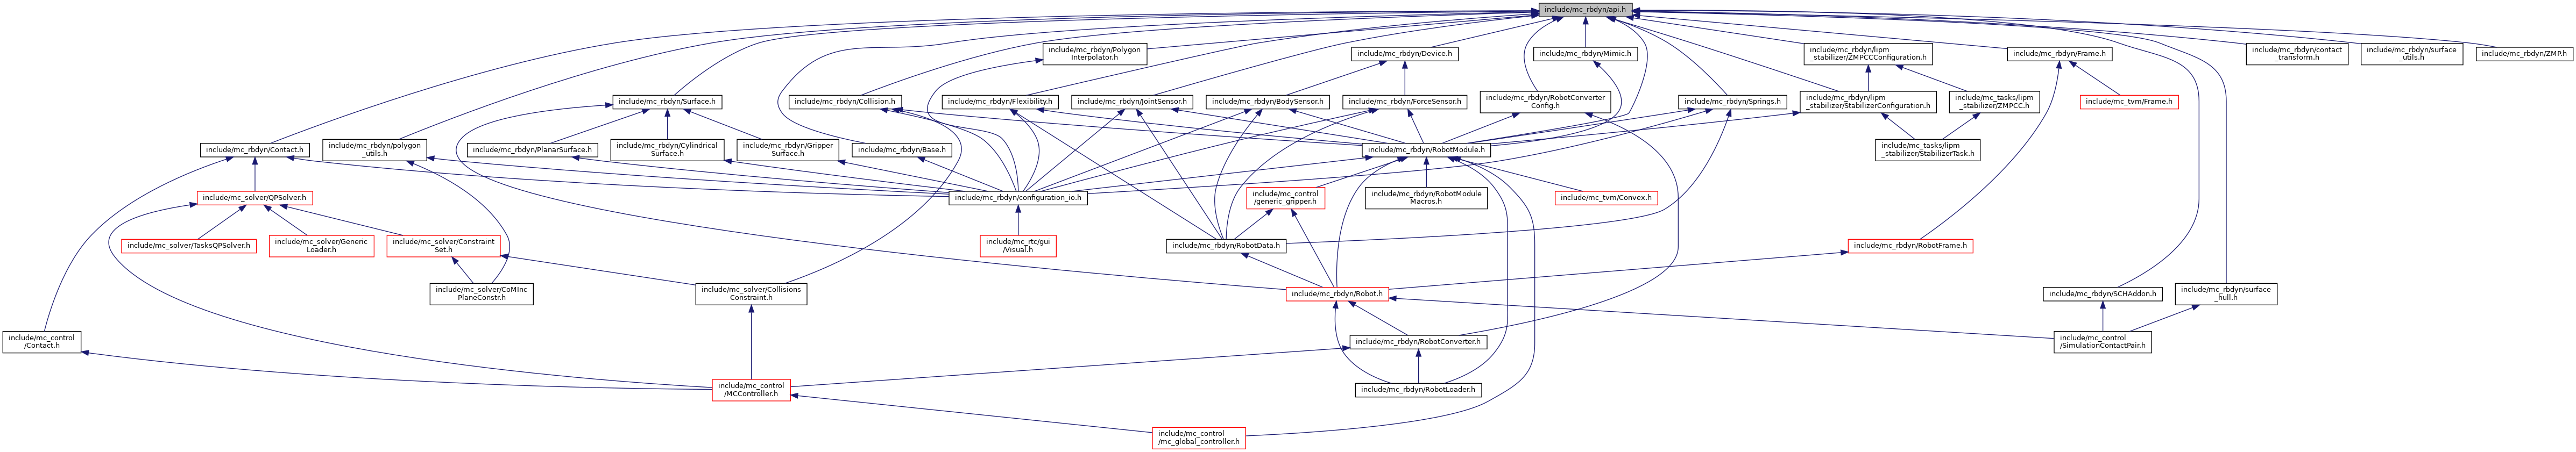 include/mc_rbdyn/api.h
include/mc_rbdyn/Polygon
Interpolator.h
include/mc_rbdyn/Device.h
include/mc_rbdyn/Mimic.h
include/mc_rbdyn/lipm
_stabilizer/ZMPCCConfiguration.h
include/mc_rbdyn/Frame.h
include/mc_rbdyn/contact
_transform.h
include/mc_rbdyn/surface
_utils.h
include/mc_rbdyn/ZMP.h
include/mc_rbdyn/Surface.h
include/mc_rbdyn/Collision.h
include/mc_rbdyn/Flexibility.h
include/mc_rbdyn/JointSensor.h
include/mc_rbdyn/BodySensor.h
include/mc_rbdyn/ForceSensor.h
include/mc_rbdyn/RobotConverter
Config.h
include/mc_rbdyn/Springs.h
include/mc_rbdyn/lipm
_stabilizer/StabilizerConfiguration.h
include/mc_tasks/lipm
_stabilizer/ZMPCC.h
include/mc_tvm/Frame.h
include/mc_rbdyn/Contact.h
include/mc_rbdyn/polygon
_utils.h
include/mc_rbdyn/PlanarSurface.h
include/mc_rbdyn/Cylindrical
Surface.h
include/mc_rbdyn/Gripper
Surface.h
include/mc_rbdyn/Base.h
include/mc_rbdyn/RobotModule.h
include/mc_tasks/lipm
_stabilizer/StabilizerTask.h
include/mc_solver/QPSolver.h
include/mc_rbdyn/configuration_io.h
include/mc_control
/generic_gripper.h
include/mc_rbdyn/RobotModule
Macros.h
include/mc_tvm/Convex.h
include/mc_solver/TasksQPSolver.h
include/mc_solver/Generic
Loader.h
include/mc_solver/Constraint
Set.h
include/mc_rtc/gui
/Visual.h
include/mc_rbdyn/RobotData.h
include/mc_rbdyn/RobotFrame.h
include/mc_solver/CoMInc
PlaneConstr.h
include/mc_solver/Collisions
Constraint.h
include/mc_rbdyn/Robot.h
include/mc_rbdyn/SCHAddon.h
include/mc_rbdyn/surface
_hull.h
include/mc_control
/Contact.h
include/mc_rbdyn/RobotConverter.h
include/mc_control
/SimulationContactPair.h
include/mc_control
/MCController.h
include/mc_rbdyn/RobotLoader.h
include/mc_control
/mc_global_controller.h